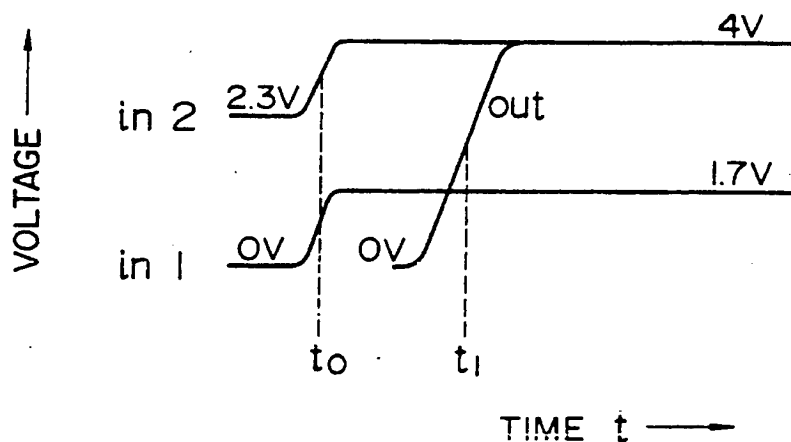 VOLTAGE
4V
in 2
2.3V
out
1.7V
in 1
0V
0V
t0
t1
TIME t